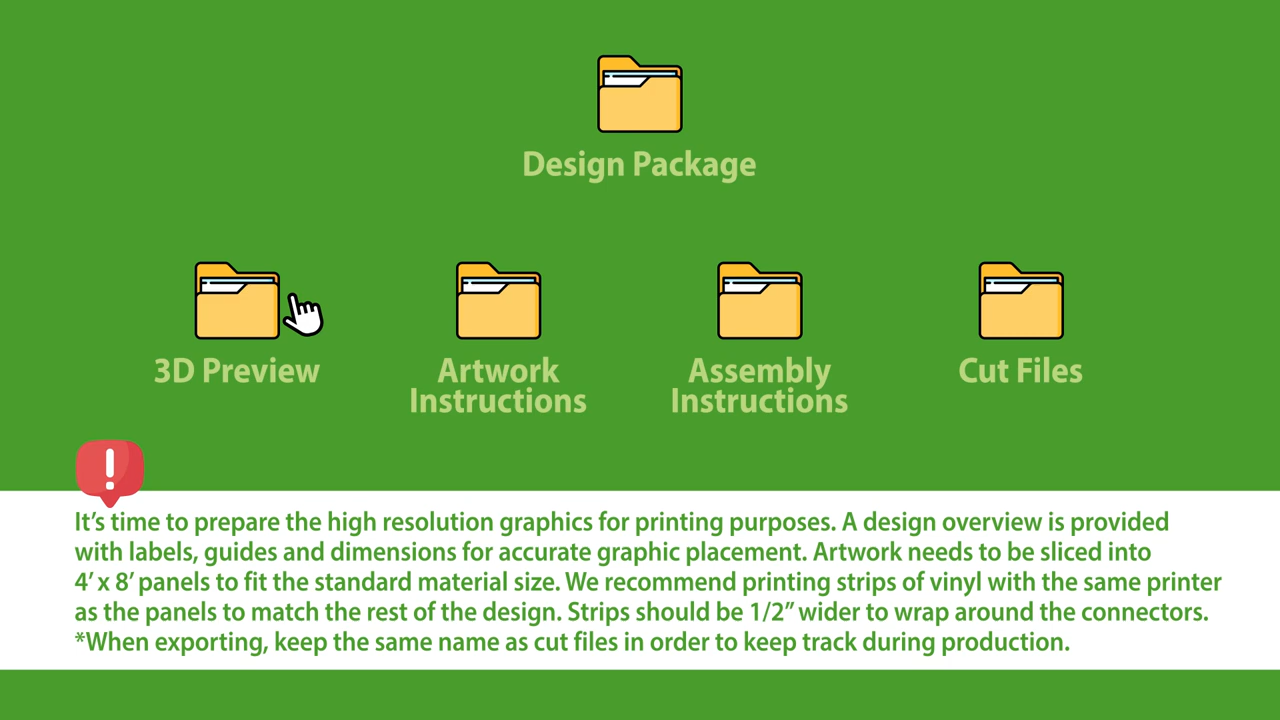 Design Package
3D Preview
Artwork
Instructions
Assembly
Instructions
Cut Files
!
It’s time to prepare the high resolution graphics for printing purposes. A design overview is provided
with labels, guides and dimensions for accurate graphic placement. Artwork needs to be sliced into
4’ x 8’ panels to fit the standard material size. We recommend printing strips of vinyl with the same printer
as the panels to match the rest of the design. Strips should be 1/2” wider to wrap around the connectors.
*When exporting, keep the same name as cut files in order to keep track during production.